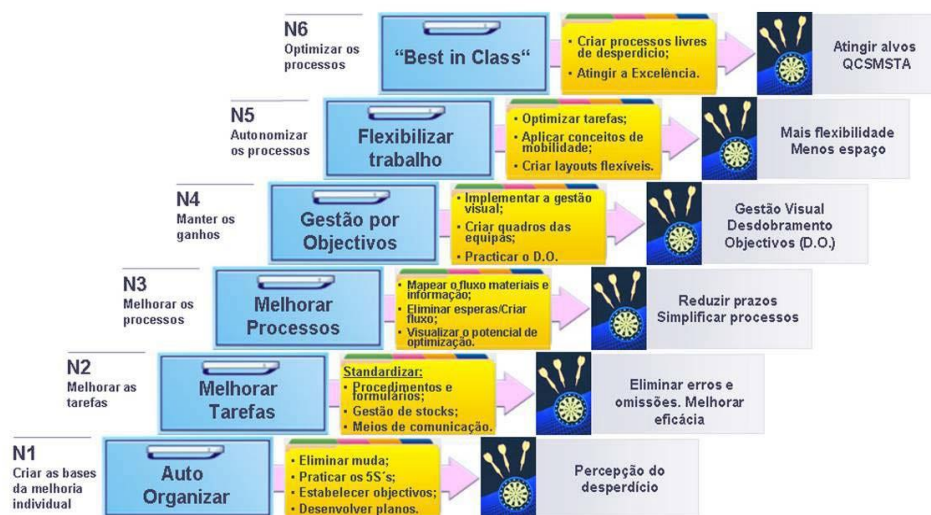 N6
Optimizar os
processos
“Best in Class“
• Criar processos livres
de desperdício;
• Atingir a Excelência.
Atingir alvos
QCSMSTA
N5
Autonomizar
os processos
Flexibilizar
trabalho
• Optimizar tarefas;
• Aplicar conceitos de
mobilidade;
• Criar layouts flexíveis.
Mais flexibilidade
Menos espaço
N4
Manter os
ganhos
Gestão por
Objectivos
• Implementar a gestão
visual;
• Criar quadros das
equipas;
• Practicar o D.O.
Gestão Visual
Desdobramento
Objectivos (D.O.)
N3
Melhorar os
processos
Melhorar
Processos
• Mapear o fluxo materiais e
informação;
• Eliminar esperas/Criar
fluxo;
• Visualizar o potencial de
optimização.
Reduzir prazos
Simplificar processos
N2
Melhorar as
tarefas
Melhorar
Tarefas
Standardizar:
• Procedimentos e
formulários;
• Gestão de stocks;
• Meios de comunicação.
Eliminar erros e
omissões. Melhorar
eficácia
N1
Criar as bases
da melhoria
individual
Auto
Organizar
• Eliminar muda;
• Praticar os 5S´s;
• Estabelecer objectivos;
• Desenvolver planos.
Percepção do
desperdício